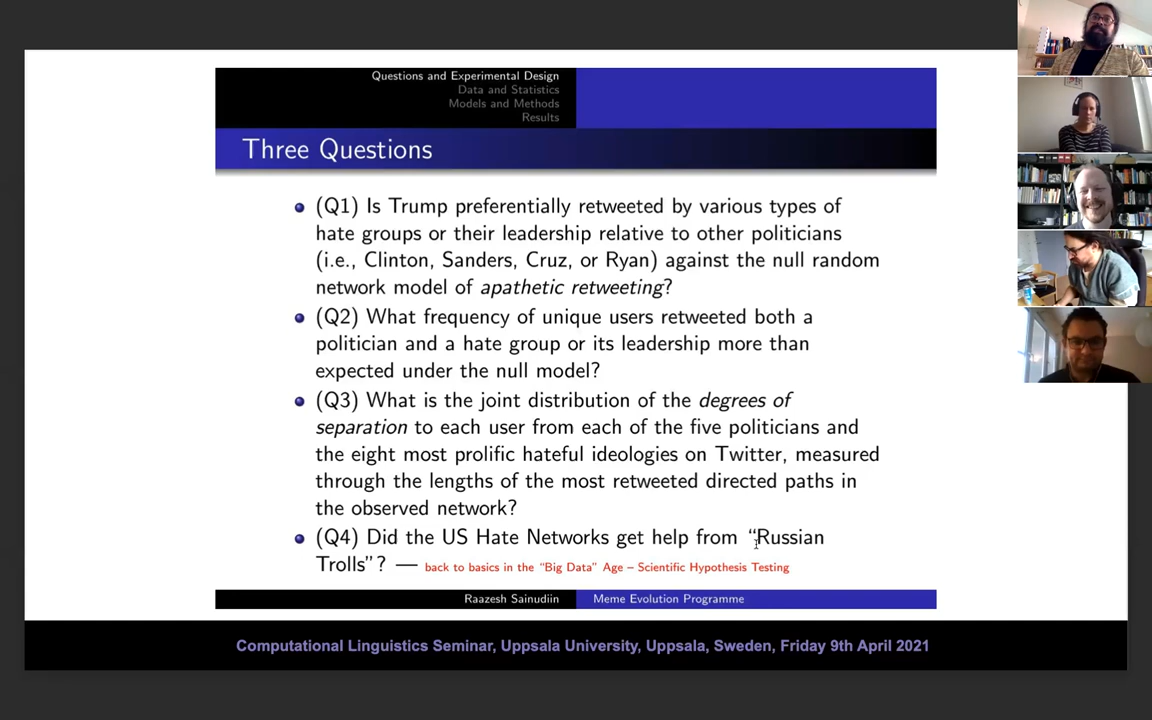 Questions and Experimental Design
Data and Statistics
Models and Methods
Results
Three Questions
(Q1) Is Trump preferentially retweeted by various types of
hate groups or their leadership relative to other politicians
(i.e., Clinton, Sanders, Cruz, or Ryan) against the null random
network model of apathetic retweeting?
(Q2) What frequency of unique users retweeted both a
politician and a hate group or its leadership more than
expected under the null model?
(Q3) What is the joint distribution of the degrees of
separation to each user from each of the five politicians and
the eight most prolific hateful ideologies on Twitter, measured
through the lengths of the most retweeted directed paths in
the observed network?
(Q4) Did the US Hate Networks get help from “Russian
Trolls”? — back to basics in the “Big Data” Age – Scientific Hypothesis Testing
Raazesh Sainudiin Meme Evolution Programme
Computational Linguistics Seminar, Uppsala University, Uppsala, Sweden, Friday 9th April 2021